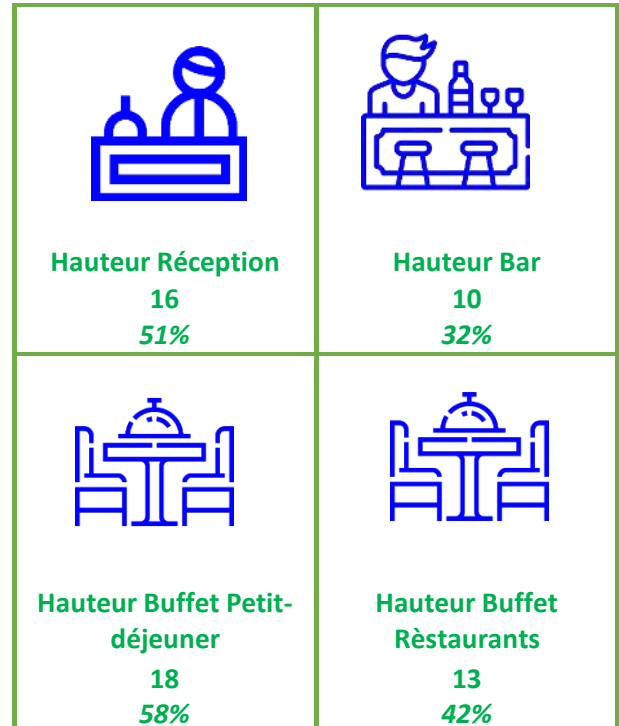 Hauteur Réception
16
51%
Hauteur Bar
10
32%
Hauteur Buffet Petit-
déjeuner
18
58%
Hauteur Buffet
Rèstaurants
13
42%